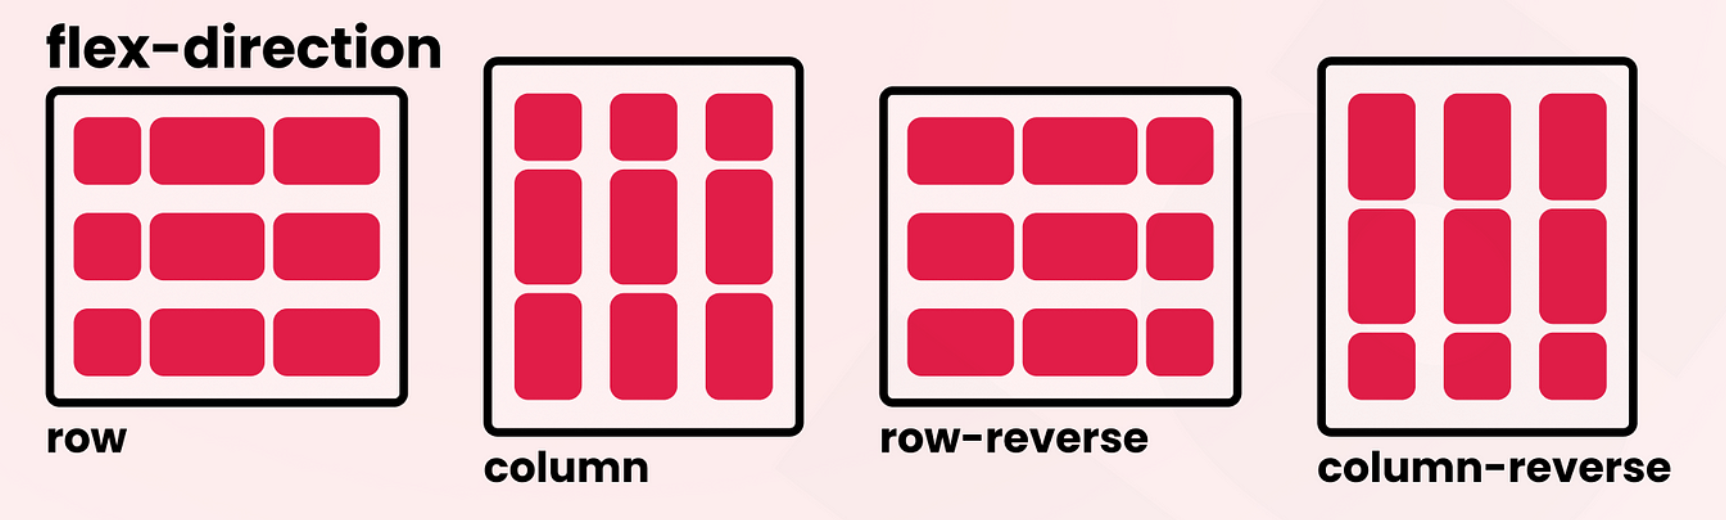 flex-direction
row
column
row-reverse
column-reverse